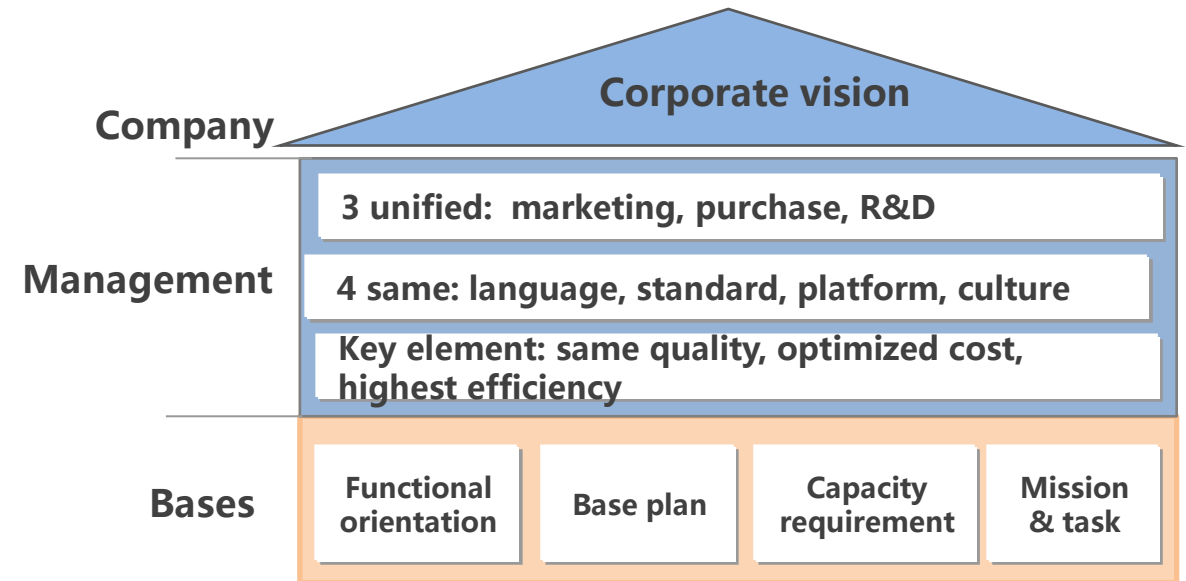 Corporate vision
Company
3 unified:  marketing, purchase, R&D
Management
4 same: language, standard, platform, culture
Key element: same quality, optimized cost,
highest efficiency
Bases
Functional
orientation
Base plan
Capacity
requirement
Mission
& task